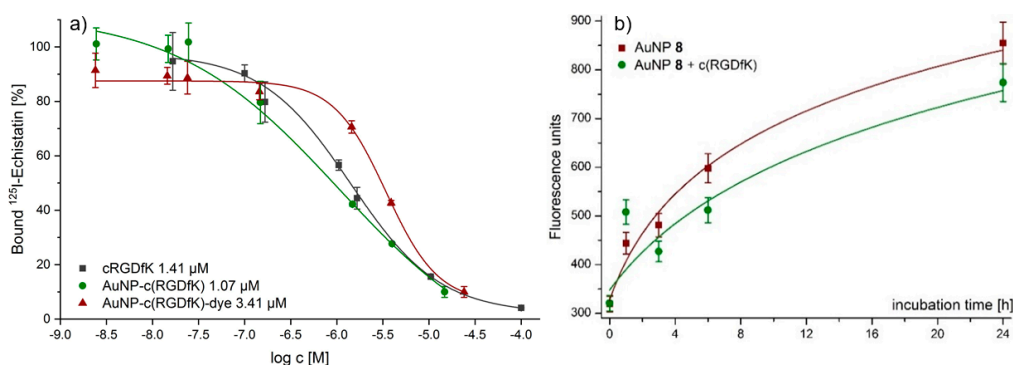 a)
Bound ¹²⁵I-Echistatin [%]
100
80
60
40
20
0
cRGDfK 1.41 µM
AuNP-c(RGDfK) 1.07 µM
AuNP-c(RGDfK)-dye 3.41 µM
-9.0 -8.5 -8.0 -7.5 -7.0 -6.5 -6.0 -5.5 -5.0 -4.5 -4.0
log c [M]
b)
Fluorescence units
900
800
700
600
500
400
300
AuNP 8
AuNP 8 + c(RGDfK)
incubation time [h]
0 4 8 12 16 20 24